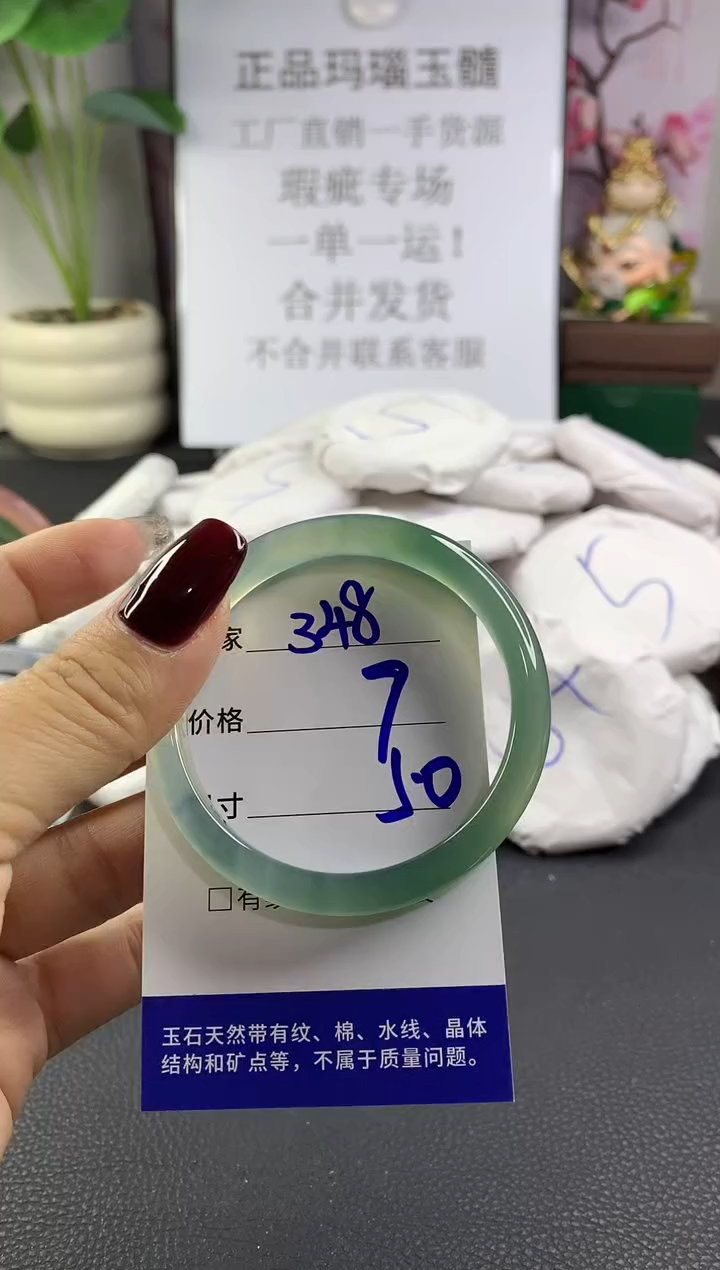 正品玛瑙玉髓
工厂直销一手货源
瑕疵专场
一单一运！
合并发货
不合并联系客服
家 348
价格 7
寸 50
□有
玉石天然带有纹、棉、水线、晶体
结构和矿点等，不属于质量问题。
5